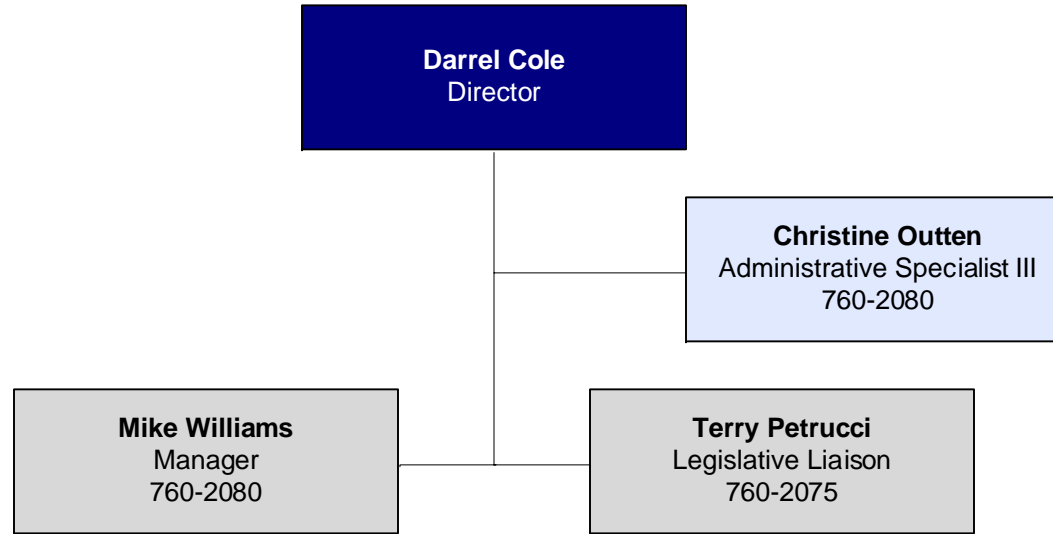 Darrel Cole
Director
Christine Outten
Administrative Specialist III
760-2080
Mike Williams
Manager
760-2080
Terry Petrucci
Legislative Liaison
760-2075